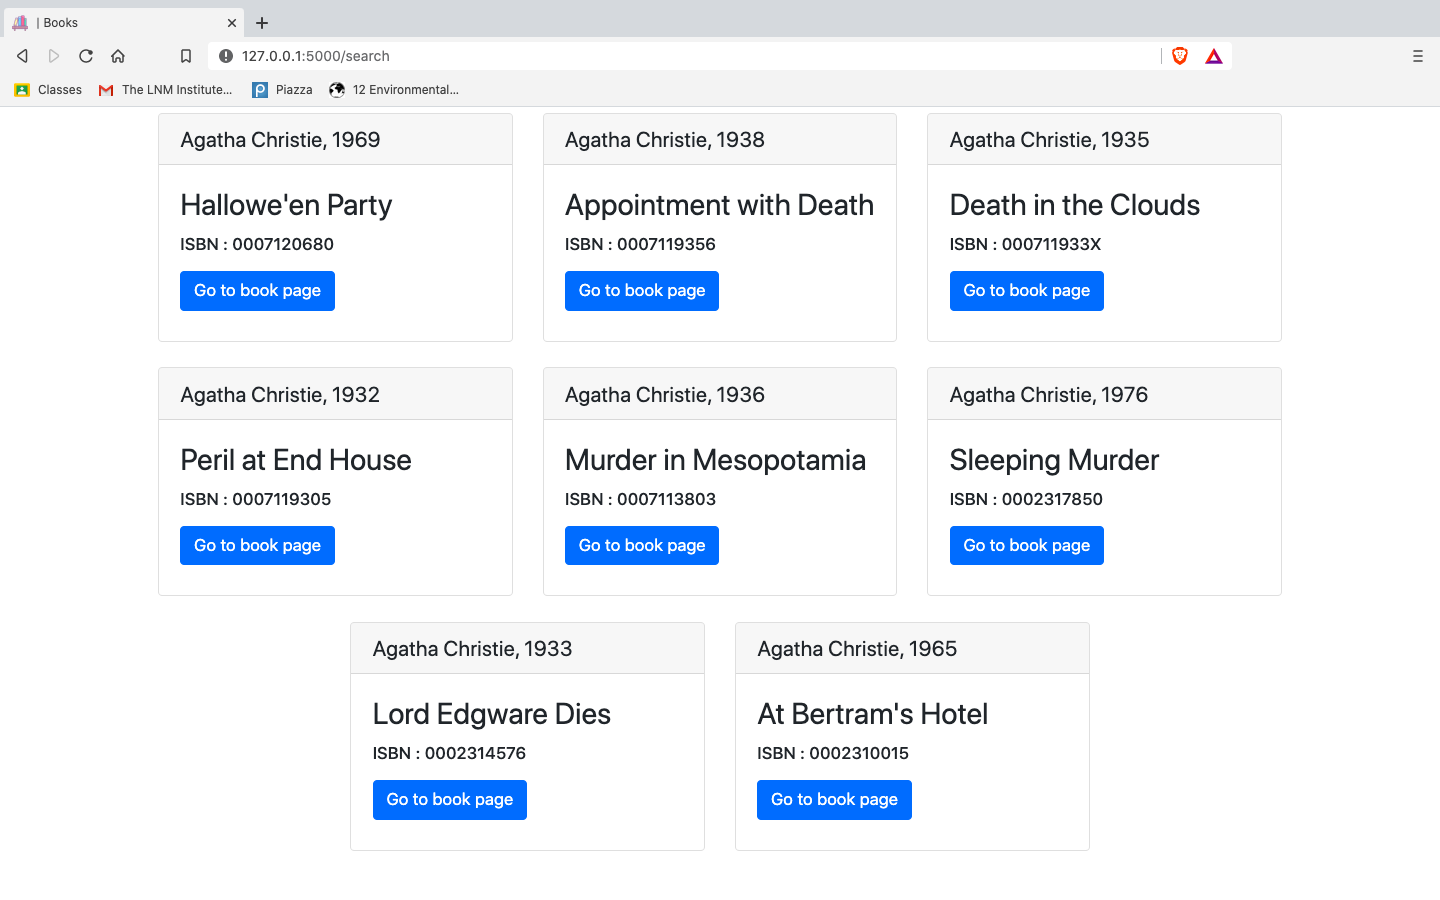 | Books
127.0.0.1:5000/search
Classes
The LNM Institute...
Piazza
12 Environmental...
Agatha Christie, 1969
Hallowe'en Party
ISBN : 0007120680
Go to book page
Agatha Christie, 1938
Appointment with Death
ISBN : 0007119356
Go to book page
Agatha Christie, 1935
Death in the Clouds
ISBN : 000711933X
Go to book page
Agatha Christie, 1932
Peril at End House
ISBN : 0007119305
Go to book page
Agatha Christie, 1936
Murder in Mesopotamia
ISBN : 0007113803
Go to book page
Agatha Christie, 1976
Sleeping Murder
ISBN : 0002317850
Go to book page
Agatha Christie, 1933
Lord Edgware Dies
ISBN : 0002314576
Go to book page
Agatha Christie, 1965
At Bertram's Hotel
ISBN : 0002310015
Go to book page